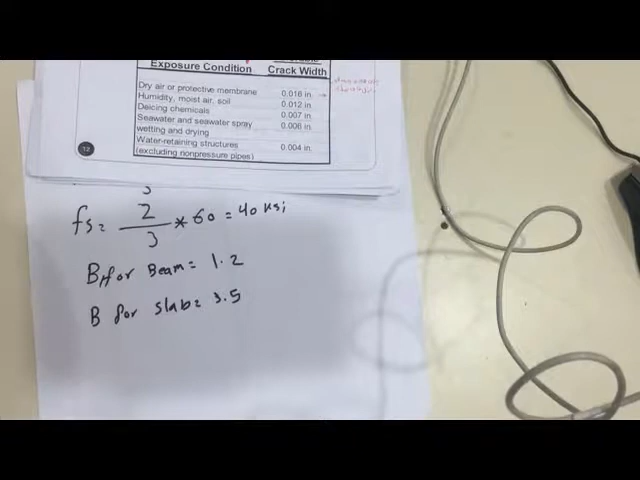 Exposure Condition Crack Width
Dry air or protective membrane 0.016 in.
Humidity, moist air, soil 0.012 in.
Deicing chemicals 0.007 in.
Seawater and seawater spray 0.006 in.
wetting and drying
Water-retaining structures 0.004 in.
(excluding nonpressure pipes)
12
fs = 2/3 * 60 = 40 ksi
B for Beam = 1.2
B for slab = 3.5